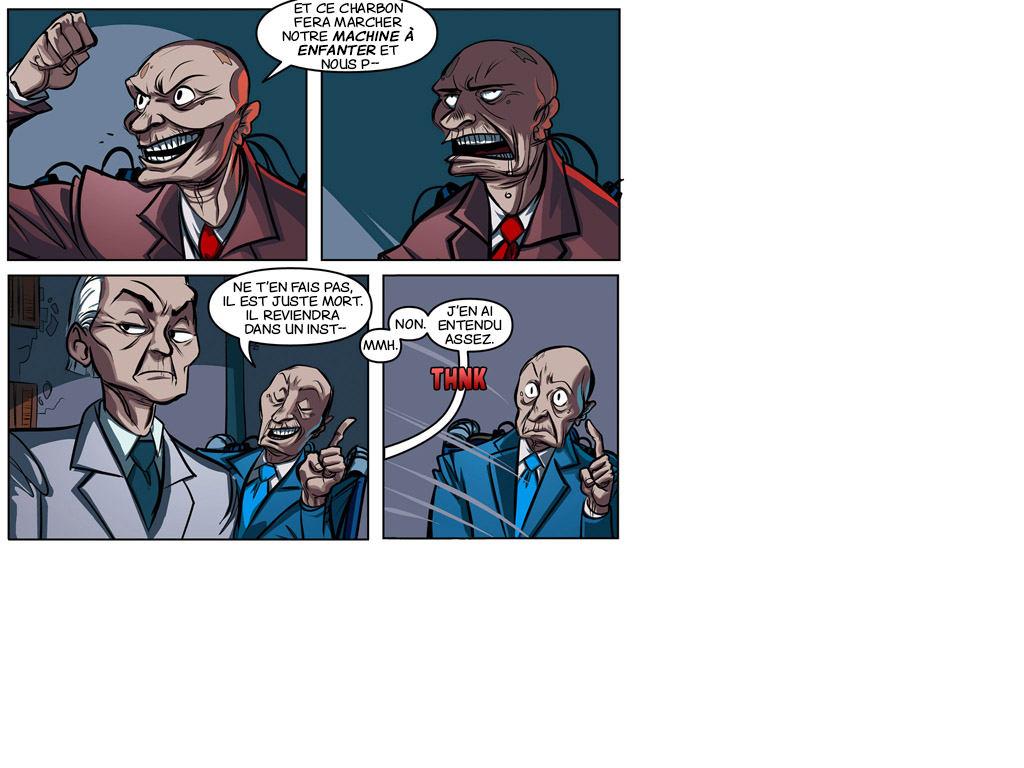 ET CE CHARBON
FERA MARCHER
NOTRE MACHINE À
ENFANTER ET
NOUS P--
NE T'EN FAIS PAS,
IL EST JUSTE MORT.
IL REVIENDRA
DANS UN INST--
MMH.
NON.
J'EN AI
ENTENDU
ASSEZ.
THNK